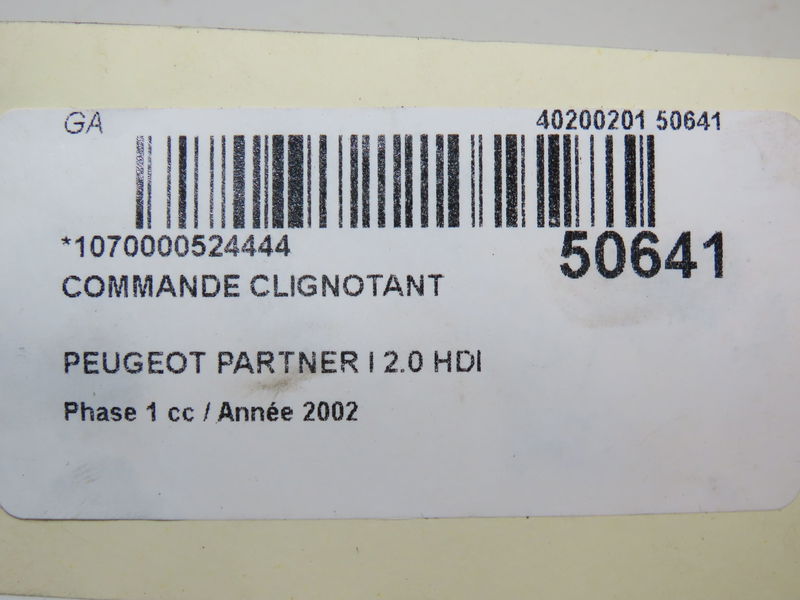 GA 40200201 50641
*1070000524444
50641
COMMANDE CLIGNOTANT
PEUGEOT PARTNER I 2.0 HDI
Phase 1 cc / Année 2002